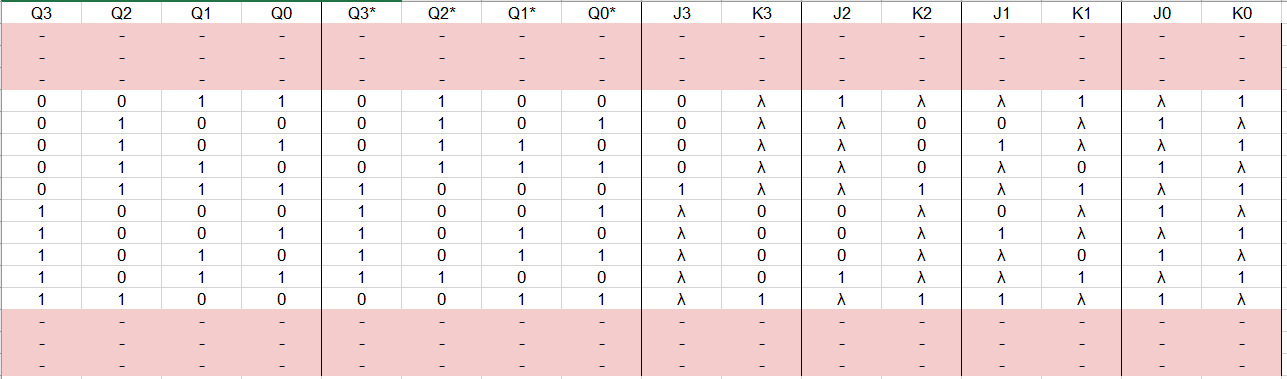 Q3 Q2 Q1 Q0 Q3* Q2* Q1* Q0* J3 K3 J2 K2 J1 K1 J0 K0
- - - - - - - - - - - - - - - -
- - - - - - - - - - - - - - - -
- - - - - - - - - - - - - - - -
0 0 1 1 0 1 0 0 0 λ 1 λ λ 1 λ 1
0 1 0 0 0 1 0 1 0 λ λ 0 0 λ 1 λ
0 1 0 1 0 1 1 0 0 λ λ 0 1 λ λ 1
0 1 1 0 0 1 1 1 0 λ λ 0 λ 0 1 λ
0 1 1 1 1 0 0 0 1 λ λ 1 λ 1 λ 1
1 0 0 0 1 0 0 1 λ 0 0 λ 0 λ 1 λ
1 0 0 1 1 0 1 0 λ 0 0 λ 1 λ λ 1
1 0 1 0 1 0 1 1 λ 0 0 λ λ 0 1 λ
1 0 1 1 1 1 0 0 λ 0 1 λ λ 1 λ 1
1 1 0 0 0 0 1 1 λ 1 λ 1 1 λ 1 λ
- - - - - - - - - - - - - - - -
- - - - - - - - - - - - - - - -
- - - - - - - - - - - - - - - -